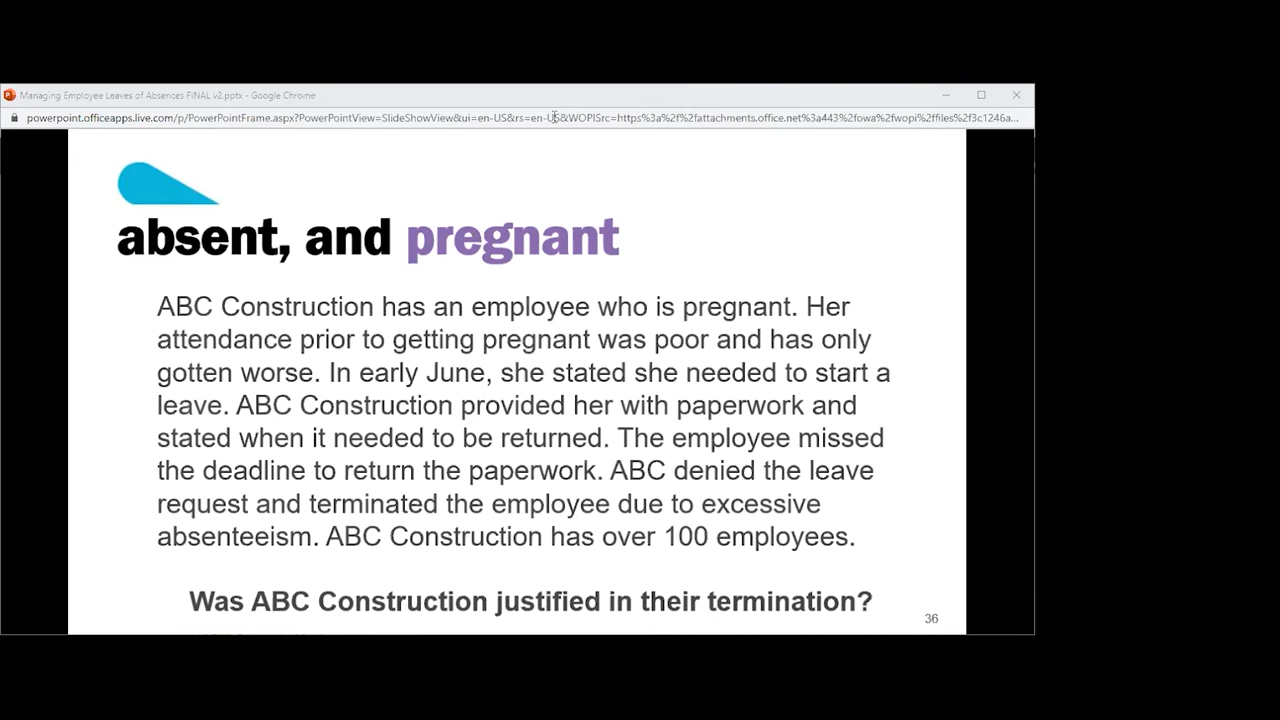 Managing Employee Leaves of Absences FINAL v2.pptx - Google Chrome
powerpoint.officeapps.live.com/p/PowerPointFrame.aspx?PowerPointView=SlideShowView&ui=en-US&rs=en-US&WOPISrc=https%3a%2f%2fattachments.office.net%3a443%2fowa%2fwopi%2ffiles%2f3c1246a...
absent, and pregnant
ABC Construction has an employee who is pregnant. Her
attendance prior to getting pregnant was poor and has only
gotten worse. In early June, she stated she needed to start a
leave. ABC Construction provided her with paperwork and
stated when it needed to be returned. The employee missed
the deadline to return the paperwork. ABC denied the leave
request and terminated the employee due to excessive
absenteeism. ABC Construction has over 100 employees.
Was ABC Construction justified in their termination?
36